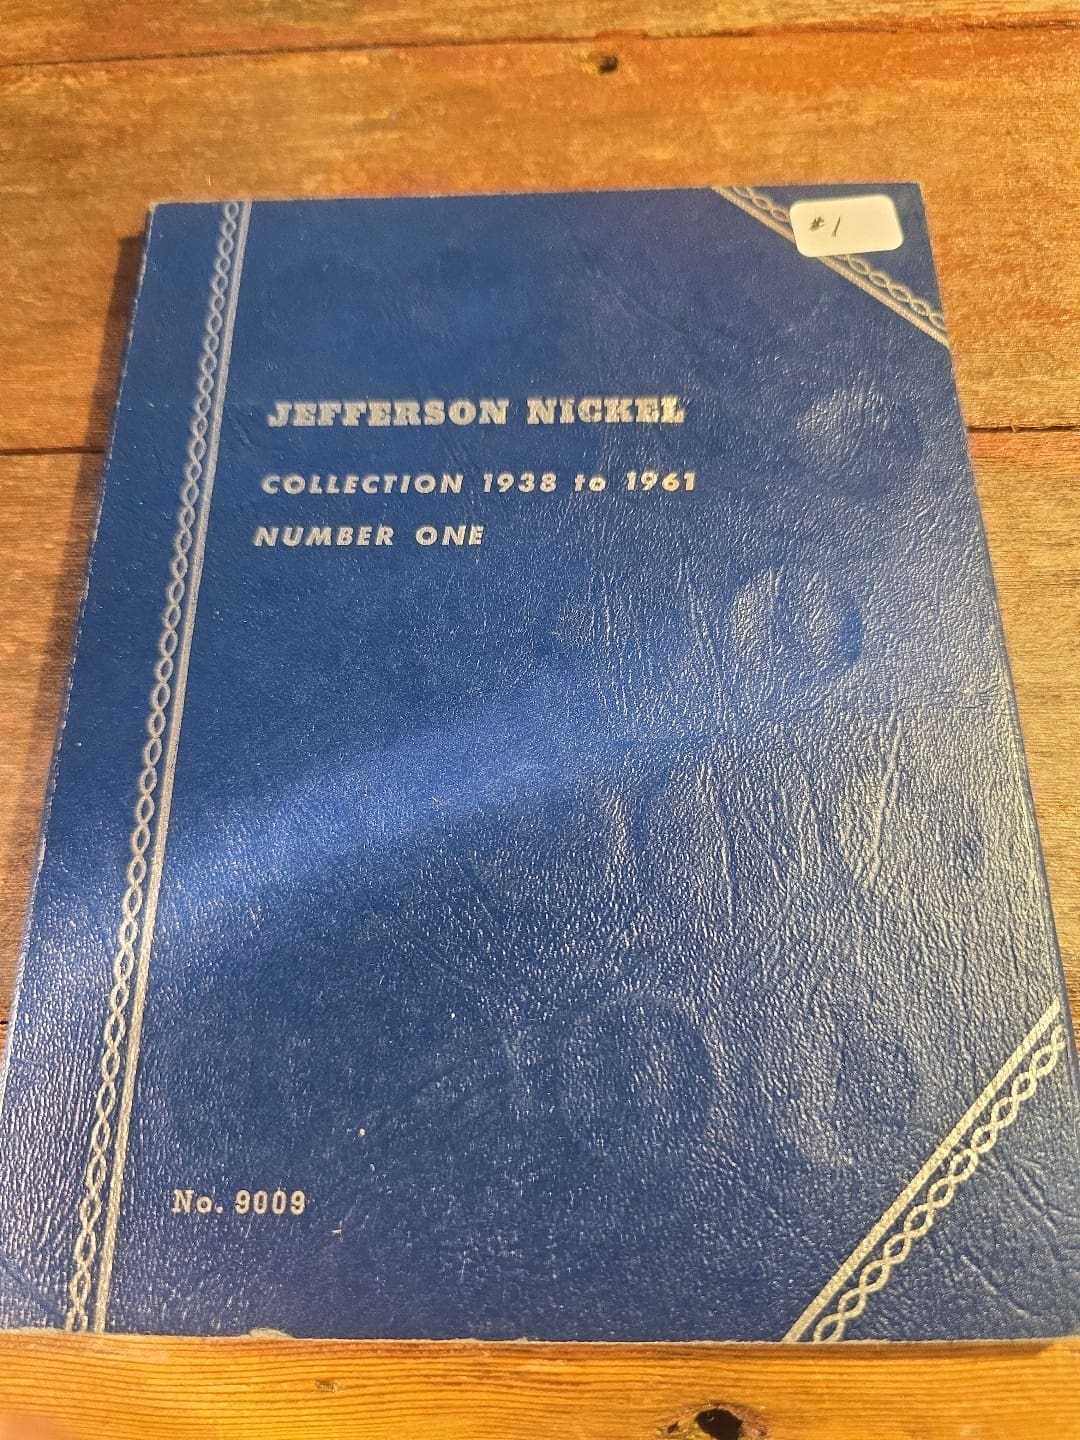 #1
JEFFERSON NICKEL
COLLECTION 1938 to 1961
NUMBER ONE
No. 9009